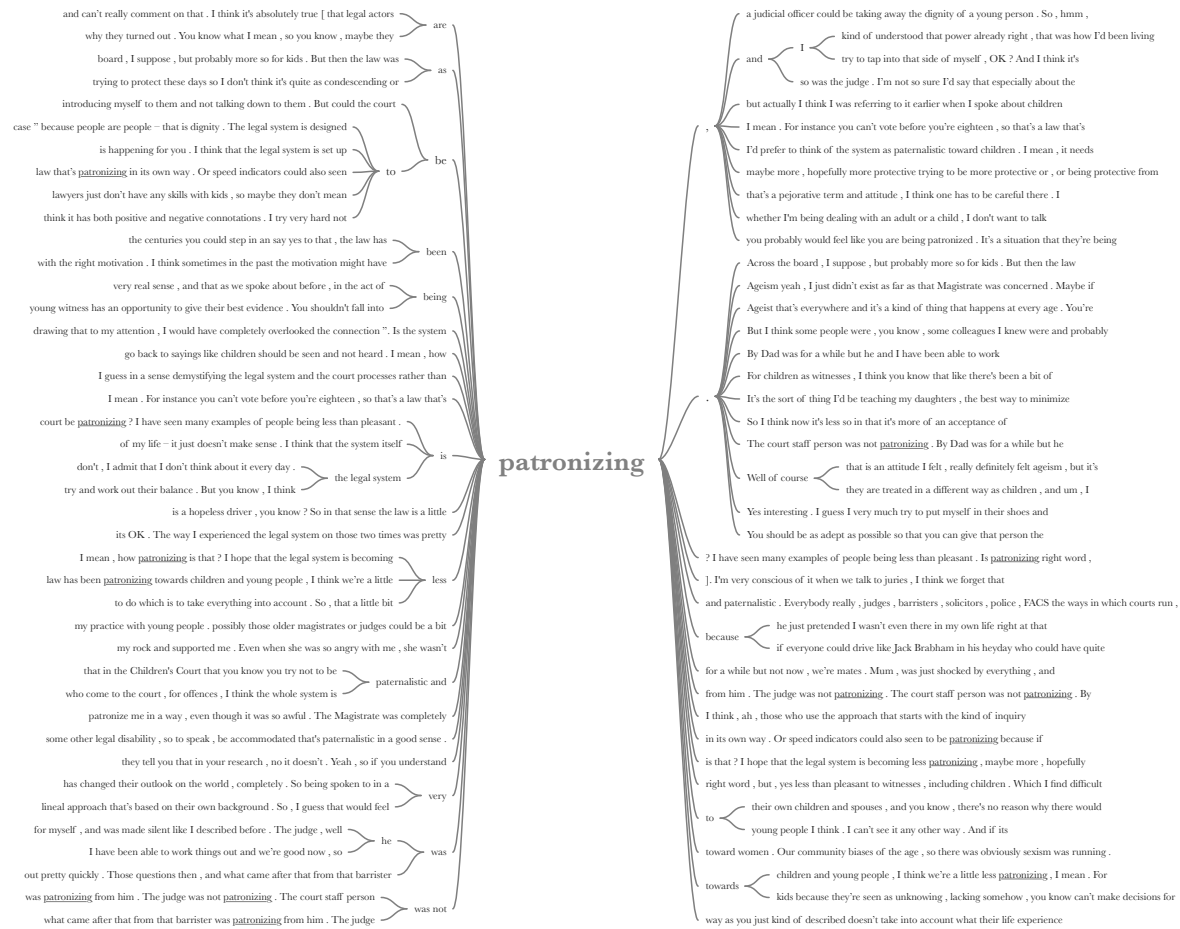 and can't really comment on that . I think it's absolutely true [ that legal actors
why they turned out . You know what I mean , so you know , maybe they
are
board , I suppose , but probably more so for kids . But then the law was
trying to protect these days so I don't think it's quite as condescending or
as
introducing myself to them and not talking down to them . But could the court
case ” because people are people – that is dignity . The legal system is designed
is happening for you . I think that the legal system is set up
law that's patronizing in its own way . Or speed indicators could also seen
lawyers just don't have any skills with kids , so maybe they don't mean
think it has both positive and negative connotations . I try very hard not
to
be
the centuries you could step in an say yes to that , the law has
with the right motivation . I think sometimes in the past the motivation might have
been
very real sense , and that as we spoke about before , in the act of
young witness has an opportunity to give their best evidence . You shouldn't fall into
being
drawing that to my attention , I would have completely overlooked the connection ”. Is the system
go back to sayings like children should be seen and not heard . I mean , how
I guess in a sense demystifying the legal system and the court processes rather than
I mean . For instance you can't vote before you're eighteen , so that's a law that's
court be patronizing ? I have seen many examples of people being less than pleasant .
of my life – it just doesn't make sense . I think that the system itself
don't , I admit that I don't think about it every day .
try and work out their balance . But you know , I think
the legal system
is
is a hopeless driver , you know ? So in that sense the law is a little
its OK . The way I experienced the legal system on those two times was pretty
I mean , how patronizing is that ? I hope that the legal system is becoming
law has been patronizing towards children and young people , I think we're a little
to do which is to take everything into account . So , that a little bit
less
my practice with young people . possibly those older magistrates or judges could be a bit
my rock and supported me . Even when she was so angry with me , she wasn't
that in the Children's Court that you know you try not to be
who come to the court , for offences , I think the whole system is
paternalistic and
patronize me in a way , even though it was so awful . The Magistrate was completely
some other legal disability , so to speak , be accommodated that's paternalistic in a good sense .
they tell you that in your research , no it doesn't . Yeah , so if you understand
has changed their outlook on the world , completely . So being spoken to in a
lineal approach that's based on their own background . So , I guess that would feel
very
for myself , and was made silent like I described before . The judge , well
I have been able to work things out and we're good now , so
he
out pretty quickly . Those questions then , and what came after that from that barrister
was
was patronizing from him . The judge was not patronizing . The court staff person
what came after that from that barrister was patronizing from him . The judge
was not
patronizing
,
a judicial officer could be taking away the dignity of a young person . So , hmm ,
and
I
kind of understood that power already right , that was how I'd been living
try to tap into that side of myself , OK ? And I think it's
so was the judge . I'm not so sure I'd say that especially about the
but actually I think I was referring to it earlier when I spoke about children
I mean . For instance you can't vote before you're eighteen , so that's a law that's
I'd prefer to think of the system as paternalistic toward children . I mean , it needs
maybe more , hopefully more protective trying to be more protective or , or being protective from
that's a pejorative term and attitude , I think one has to be careful there . I
whether I'm being dealing with an adult or a child , I don't want to talk
you probably would feel like you are being patronized . It's a situation that they're being
.
Across the board , I suppose , but probably more so for kids . But then the law
Ageism yeah , I just didn't exist as far as that Magistrate was concerned . Maybe if
Ageist that's everywhere and it's a kind of thing that happens at every age . You're
But I think some people were , you know , some colleagues I knew were and probably
By Dad was for a while but he and I have been able to work
For children as witnesses , I think you know that like there's been a bit of
It's the sort of thing I'd be teaching my daughters , the best way to minimize
So I think now it's less so in that it's more of an acceptance of
The court staff person was not patronizing . By Dad was for a while but he
Well of course
that is an attitude I felt , really definitely felt ageism , but it's
they are treated in a different way as children , and um , I
Yes interesting . I guess I very much try to put myself in their shoes and
You should be as adept as possible so that you can give that person the
? I have seen many examples of people being less than pleasant . Is patronizing right word ,
]. I'm very conscious of it when we talk to juries , I think we forget that
and paternalistic . Everybody really , judges , barristers , solicitors , police , FACS the ways in which courts run ,
because
he just pretended I wasn't even there in my own life right at that
if everyone could drive like Jack Brabham in his heyday who could have quite
for a while but not now , we're mates . Mum , was just shocked by everything , and
from him . The judge was not patronizing . The court staff person was not patronizing . By
I think , ah , those who use the approach that starts with the kind of inquiry
in its own way . Or speed indicators could also seen to be patronizing because if
is that ? I hope that the legal system is becoming less patronizing , maybe more , hopefully
right word , but , yes less than pleasant to witnesses , including children . Which I find difficult
to
their own children and spouses , and you know , there's no reason why there would
young people I think . I can't see it any other way . And if its
toward women . Our community biases of the age , so there was obviously sexism was running .
towards
children and young people , I think we're a little less patronizing , I mean . For
kids because they're seen as unknowing , lacking somehow , you know can't make decisions for
way as you just kind of described doesn't take into account what their life experience